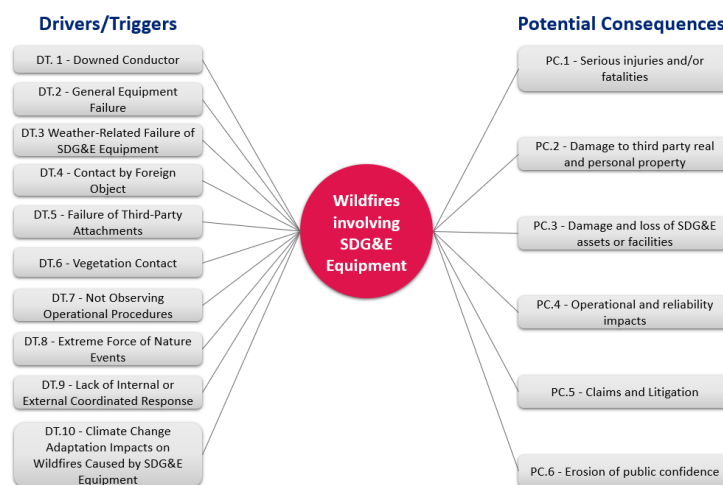 Drivers/Triggers
DT. 1 - Downed Conductor
DT.2 - General Equipment
Failure
DT.3 Weather-Related Failure of
SDG&E Equipment
DT.4 - Contact by Foreign
Object
DT.5 - Failure of Third-Party
Attachments
DT.6 - Vegetation Contact
DT.7 - Not Observing
Operational Procedures
DT.8 - Extreme Force of Nature
Events
DT.9 - Lack of Internal or
External Coordinated Response
DT.10 - Climate Change
Adaptation Impacts on
Wildfires Caused by SDG&E
Equipment
Wildfires
involving
SDG&E
Equipment
Potential Consequences
PC.1 - Serious injuries and/or
fatalities
PC.2 - Damage to third party real
and personal property
PC.3 - Damage and loss of SDG&E
assets or facilities
PC.4 - Operational and reliability
impacts
PC.5 - Claims and Litigation
PC.6 - Erosion of public confidence